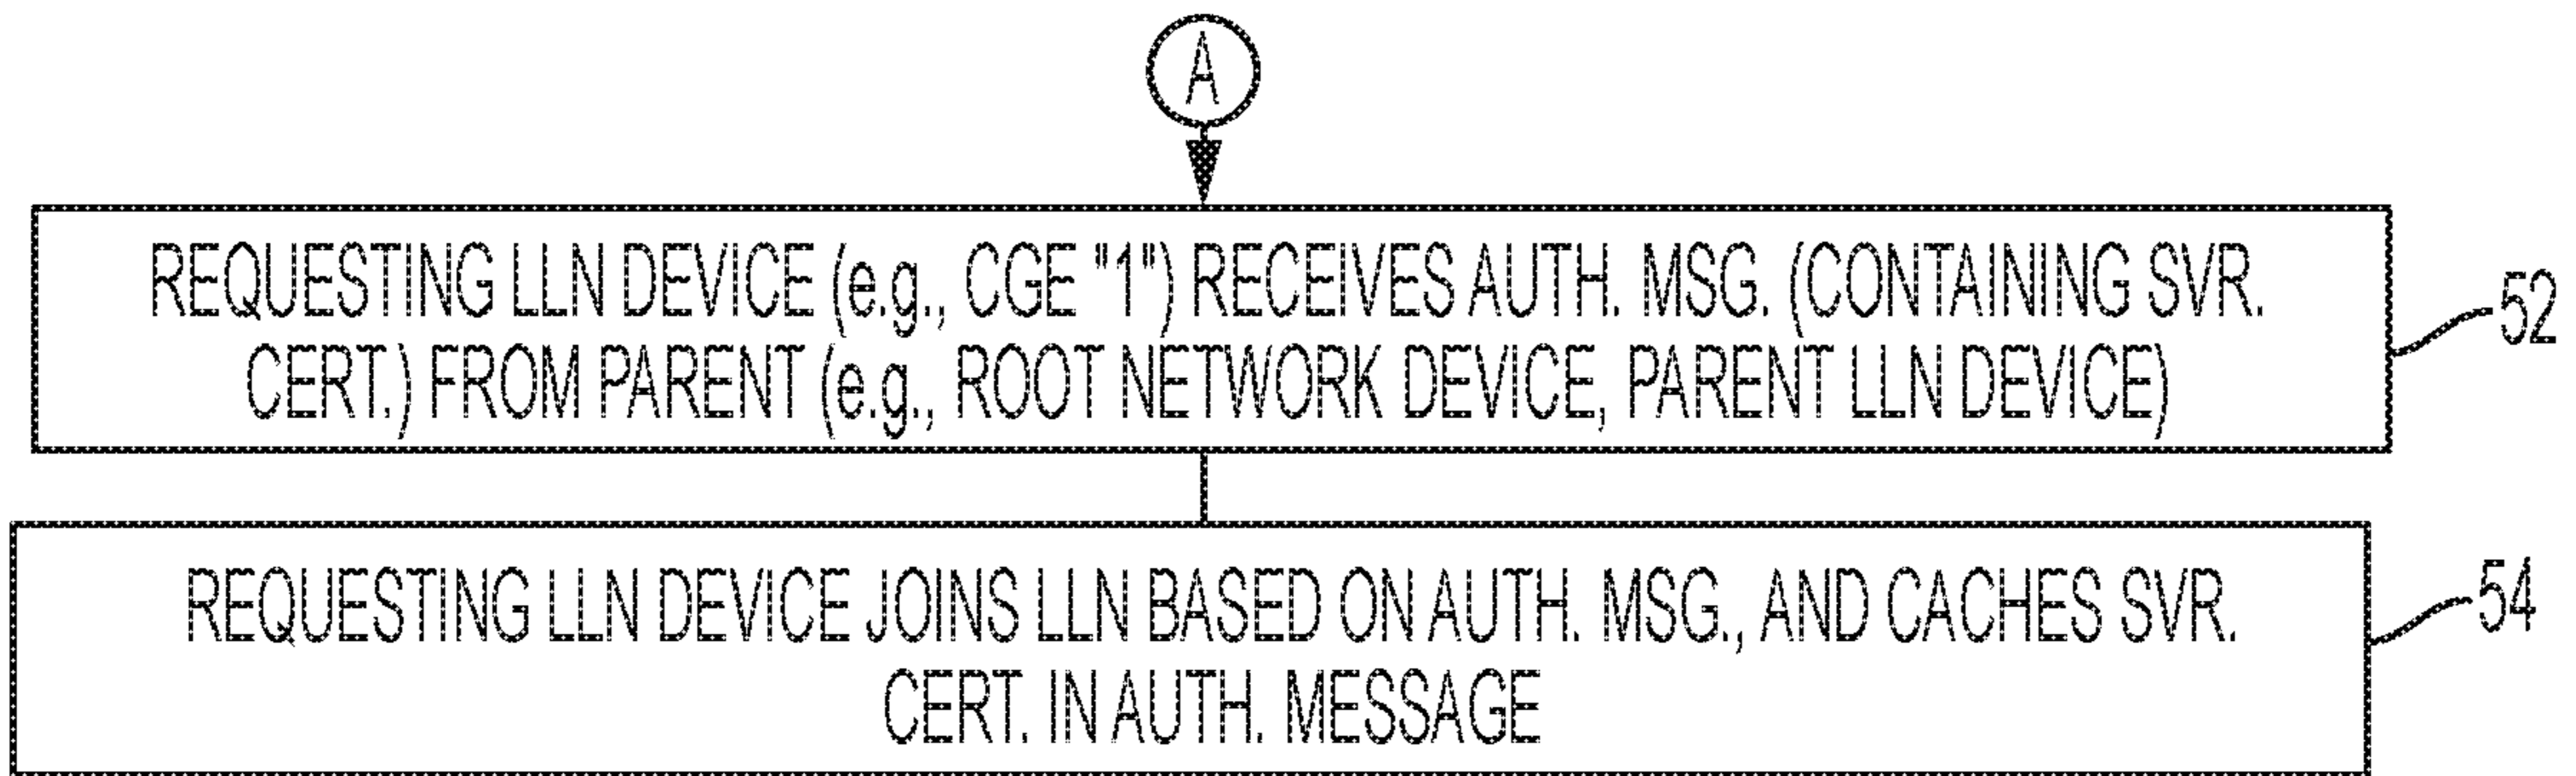 A
REQUESTING LLN DEVICE (e.g., CGE "1") RECEIVES AUTH. MSG. (CONTAINING SVR.
CERT.) FROM PARENT (e.g., ROOT NETWORK DEVICE, PARENT LLN DEVICE)
52
REQUESTING LLN DEVICE JOINS LLN BASED ON AUTH. MSG., AND CACHES SVR.
CERT. IN AUTH. MESSAGE
54